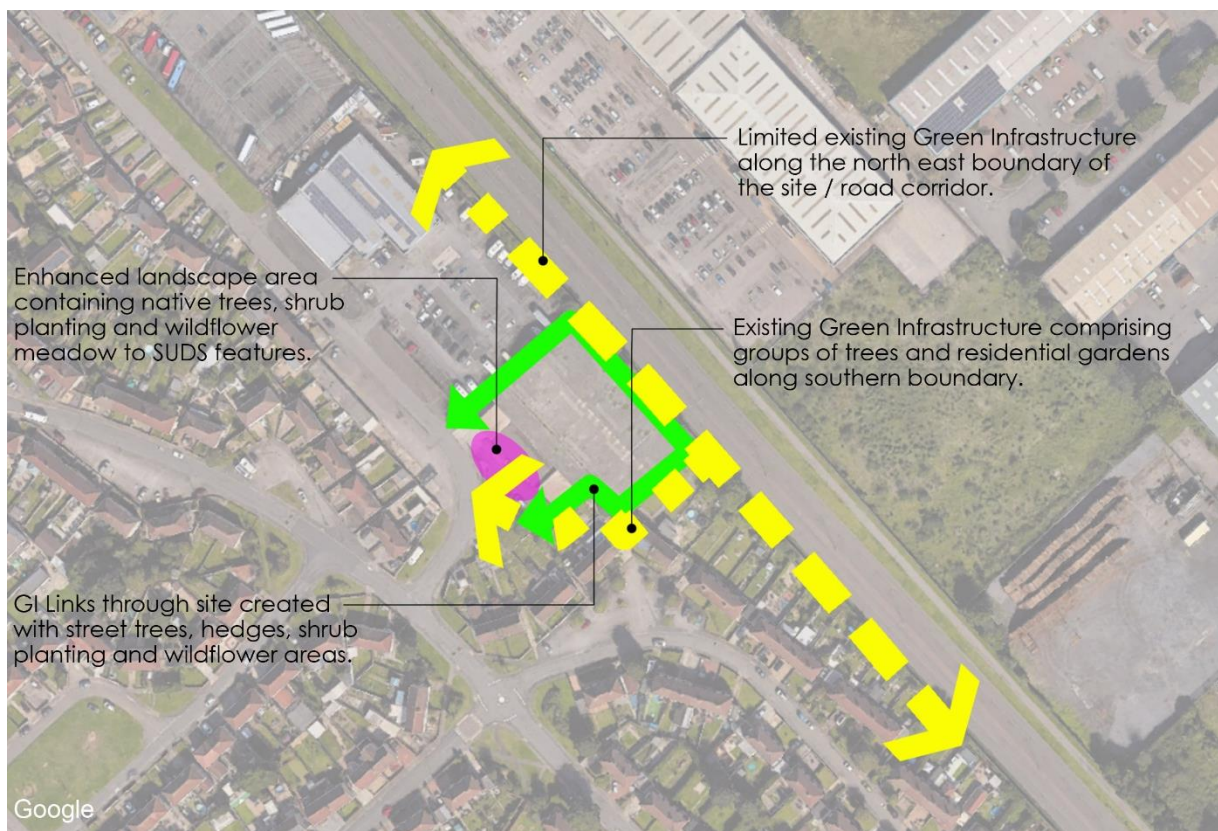 Limited existing Green Infrastructure
along the north east boundary of
the site / road corridor.
Enhanced landscape area
containing native trees, shrub
planting and wildflower
meadow to SUDS features.
Existing Green Infrastructure comprising
groups of trees and residential gardens
along southern boundary.
GI Links through site created
with street trees, hedges, shrub
planting and wildflower areas.
Google